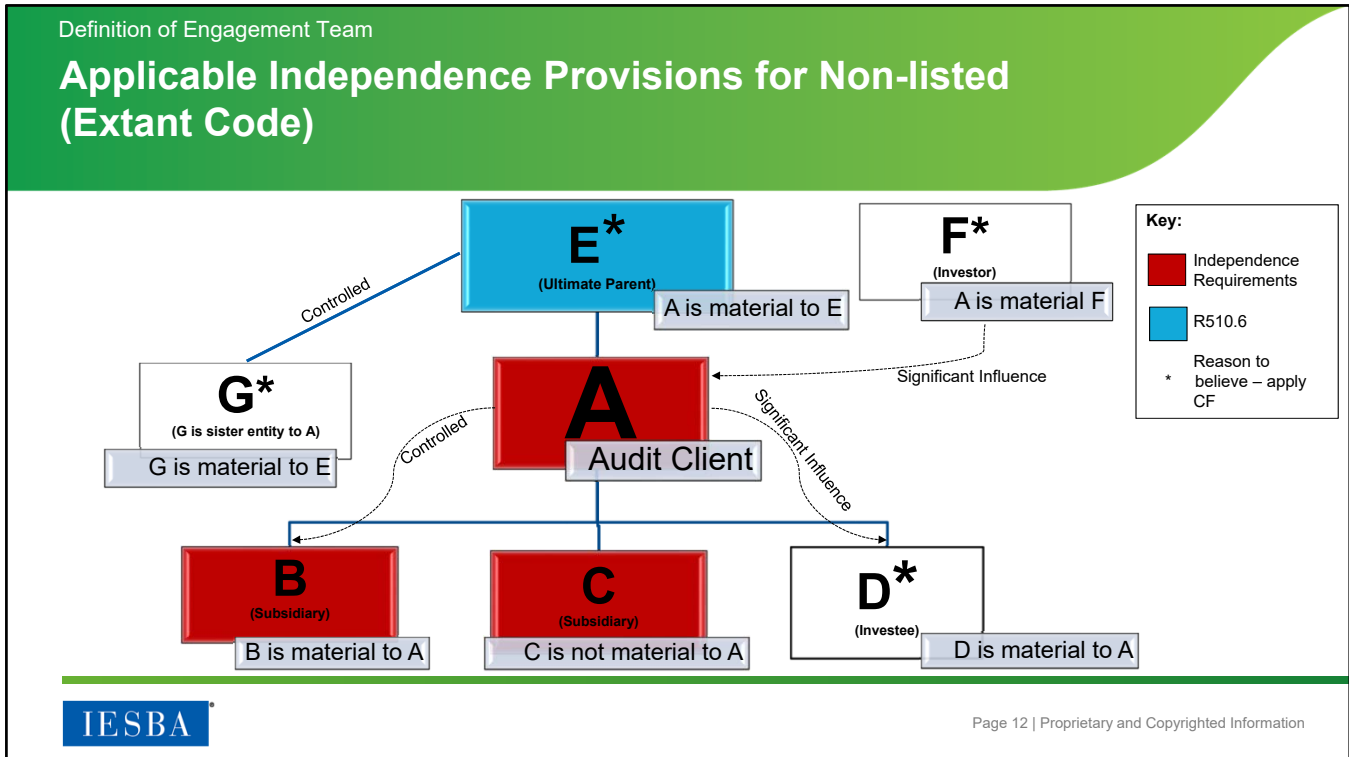 Definition of Engagement Team
Applicable Independence Provisions for Non-listed
(Extant Code)
E*
(Ultimate Parent)
A is material to E
F*
(Investor)
A is material F
Key:
Independence
Requirements
R510.6
* Reason to
believe – apply
CF
Controlled
Significant Influence
G*
(G is sister entity to A)
G is material to E
A
Audit Client
Controlled
Significant Influence
B
(Subsidiary)
B is material to A
C
(Subsidiary)
C is not material to A
D*
(Investee)
D is material to A
IESBA®
Page 12 | Proprietary and Copyrighted Information